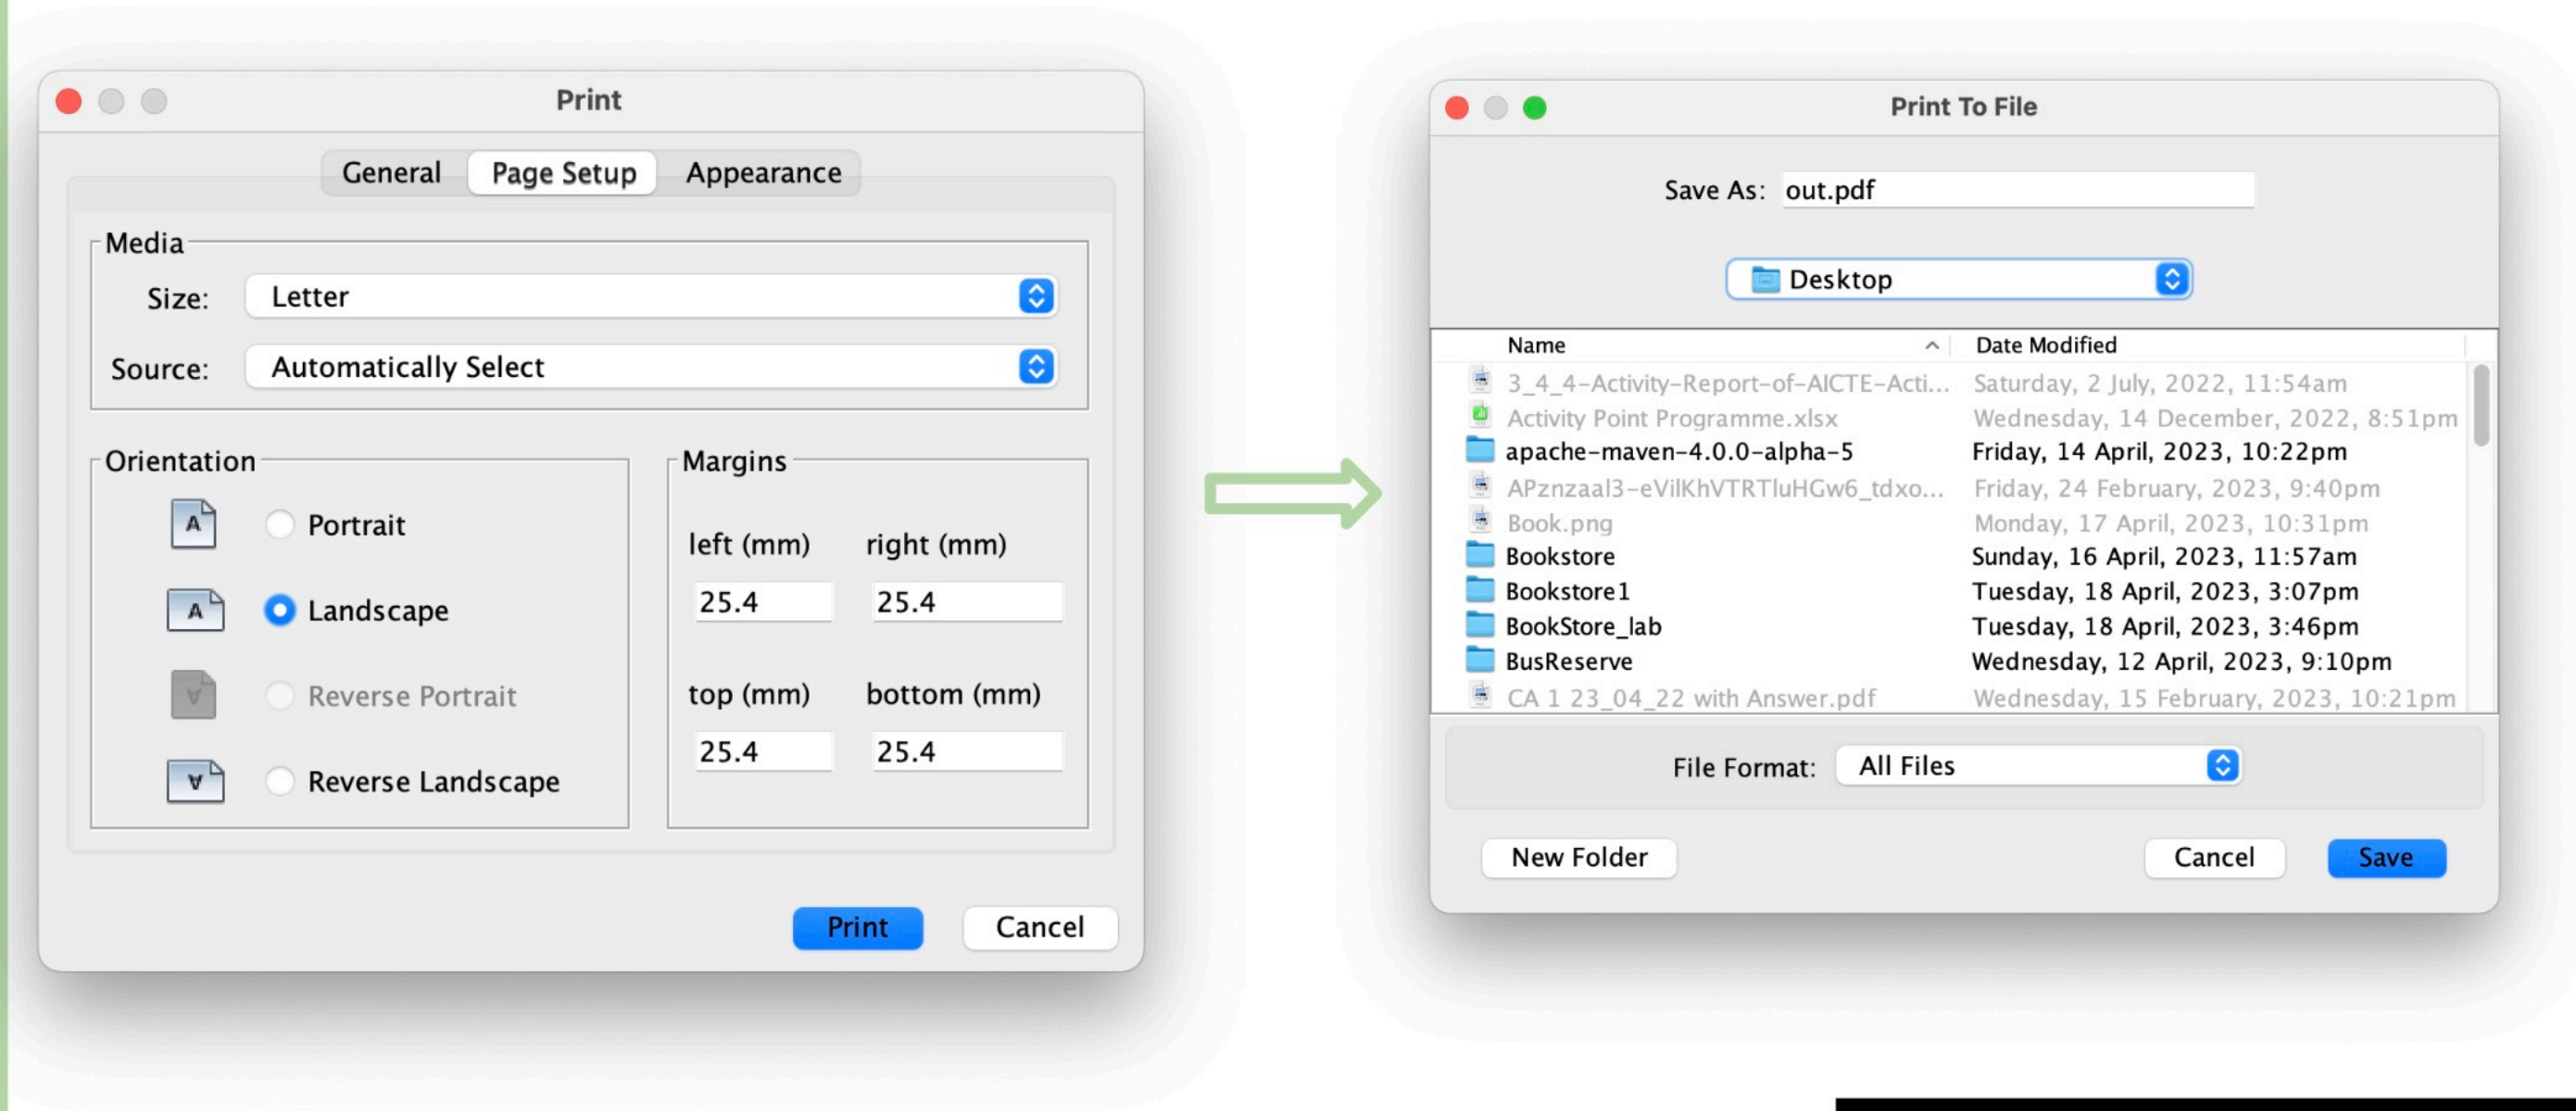 Print
General Page Setup Appearance
Media
Size: Letter
Source: Automatically Select
Orientation
A Portrait
A Landscape
A Reverse Portrait
A Reverse Landscape
Margins
left (mm) right (mm)
25.4 25.4
top (mm) bottom (mm)
25.4 25.4
Print Cancel
Print To File
Save As: out.pdf
Desktop
Name Date Modified
3_4_4-Activity-Report-of-AICTE-Acti... Saturday, 2 July, 2022, 11:54am
Activity Point Programme.xlsx Wednesday, 14 December, 2022, 8:51pm
apache-maven-4.0.0-alpha-5 Friday, 14 April, 2023, 10:22pm
APznzaal3-eVilKhVTRTluHGw6_tdxo... Friday, 24 February, 2023, 9:40pm
Book.png Monday, 17 April, 2023, 10:31pm
Bookstore Sunday, 16 April, 2023, 11:57am
Bookstore1 Tuesday, 18 April, 2023, 3:07pm
BookStore_lab Tuesday, 18 April, 2023, 3:46pm
BusReserve Wednesday, 12 April, 2023, 9:10pm
CA 1 23_04_22 with Answer.pdf Wednesday, 15 February, 2023, 10:21pm
File Format: All Files
New Folder Cancel Save